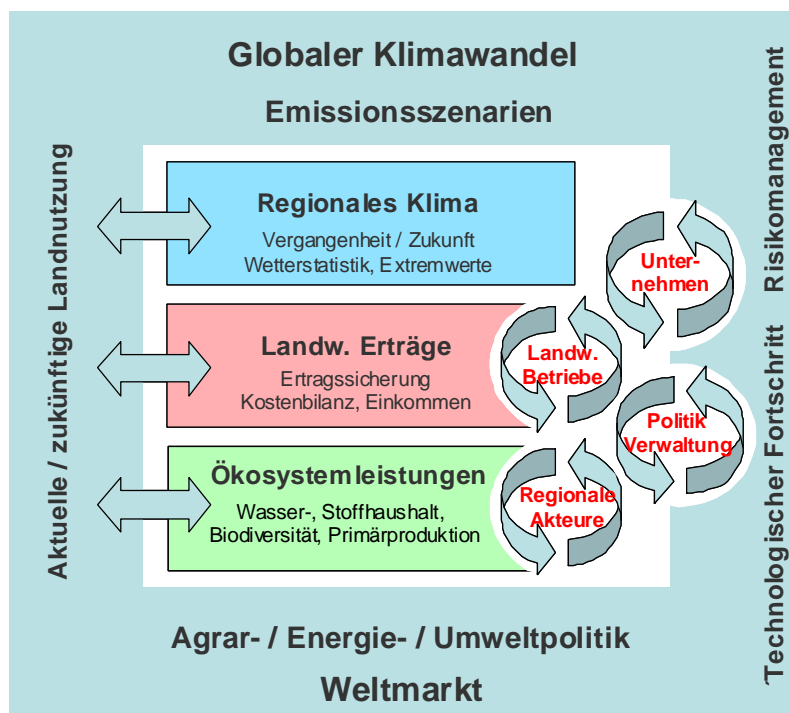 Globaler Klimawandel
Emissionsszenarien
Aktuelle / zukünftige Landnutzung
Regionales Klima
Vergangenheit / Zukunft
Wetterstatistik, Extremwerte
Landw. Erträge
Ertragssicherung
Kostenbilanz, Einkommen
Ökosystemleistungen
Wasser-, Stoffhaushalt,
Biodiversität, Primärproduktion
Unter-
nehmen
Landw.
Betriebe
Politik
Verwaltung
Regionale
Akteure
Technologischer Fortschritt Risikomanagement
Agrar- / Energie- / Umweltpolitik
Weltmarkt